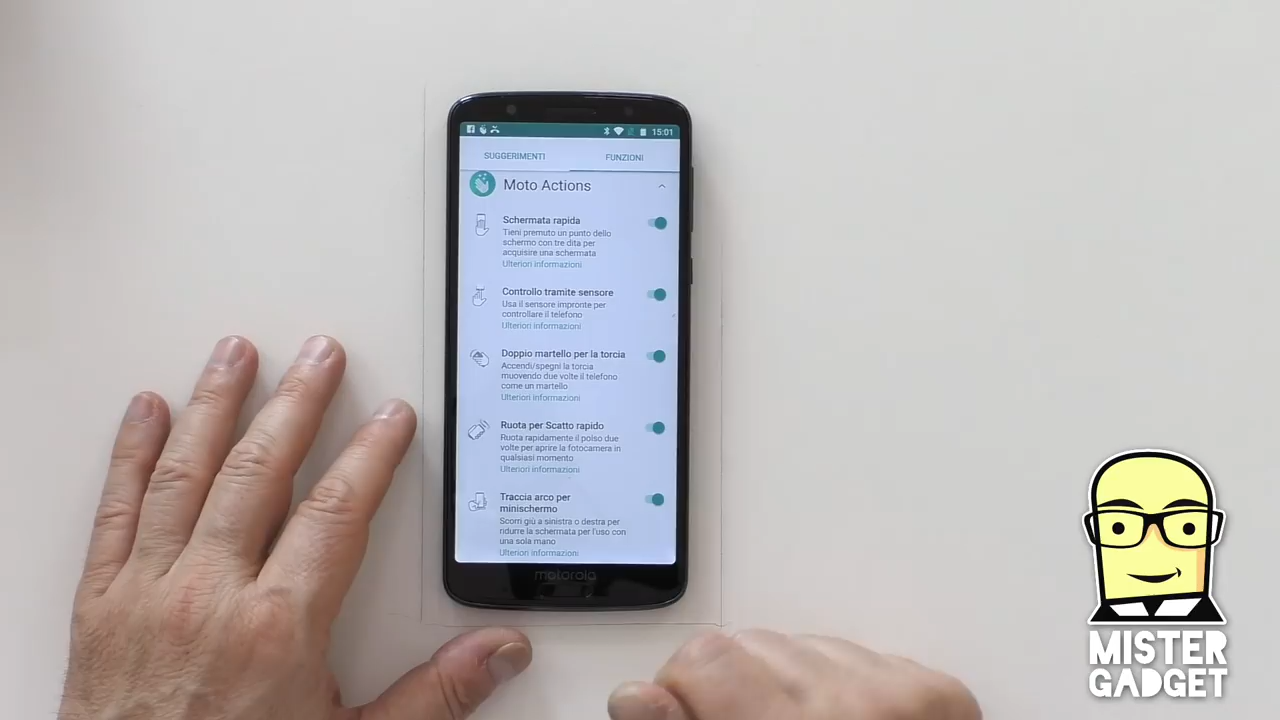 15:01
SUGGERIMENTI FUNZIONI
Moto Actions
Schermata rapida
Tieni premuto un punto dello
schermo con tre dita per
acquisire una schermata
Ulteriori informazioni
Controllo tramite sensore
Usa il sensore impronte per
controllare il telefono
Ulteriori informazioni
Doppio martello per la torcia
Accendi/spegni la torcia
muovendo due volte il telefono
come un martello
Ulteriori informazioni
Ruota per Scatto rapido
Ruota rapidamente il polso due
volte per aprire la fotocamera in
qualsiasi momento
Ulteriori informazioni
Traccia arco per
minischermo
Scorri giù a sinistra o destra per
ridurre la schermata per l'uso con
una sola mano
Ulteriori informazioni
motorola
MISTER
GADGET